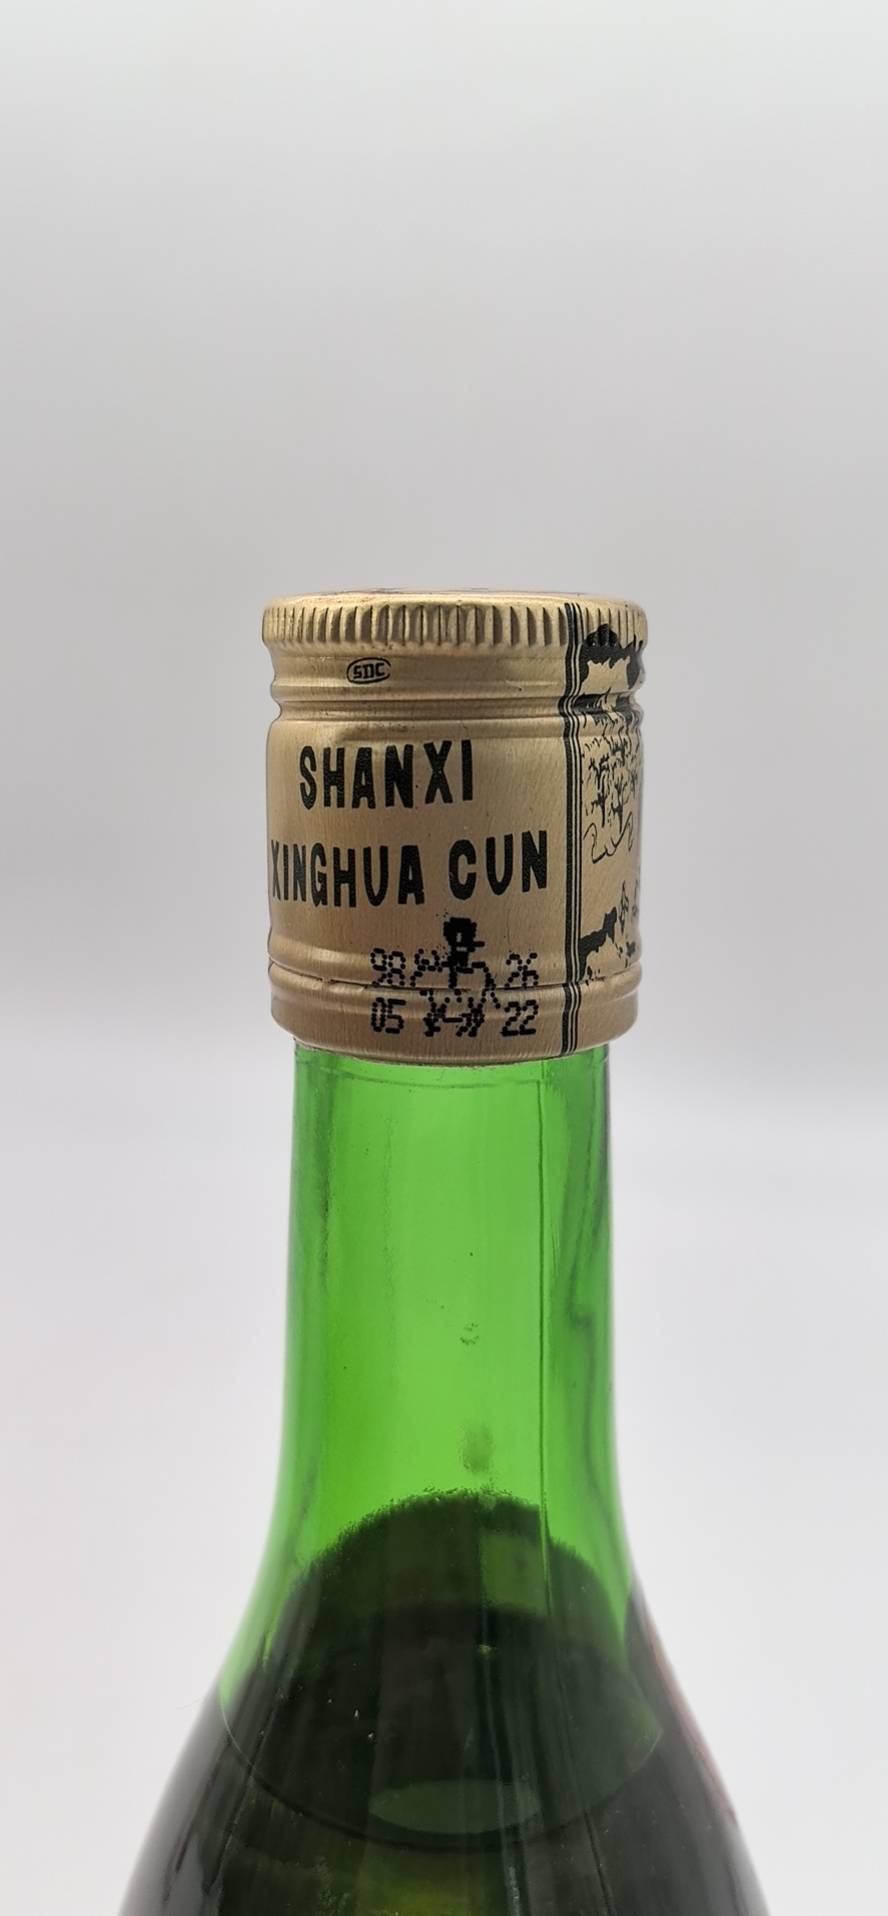 SDC
SHANXI
XINGHUA CUN
98 26
05 22